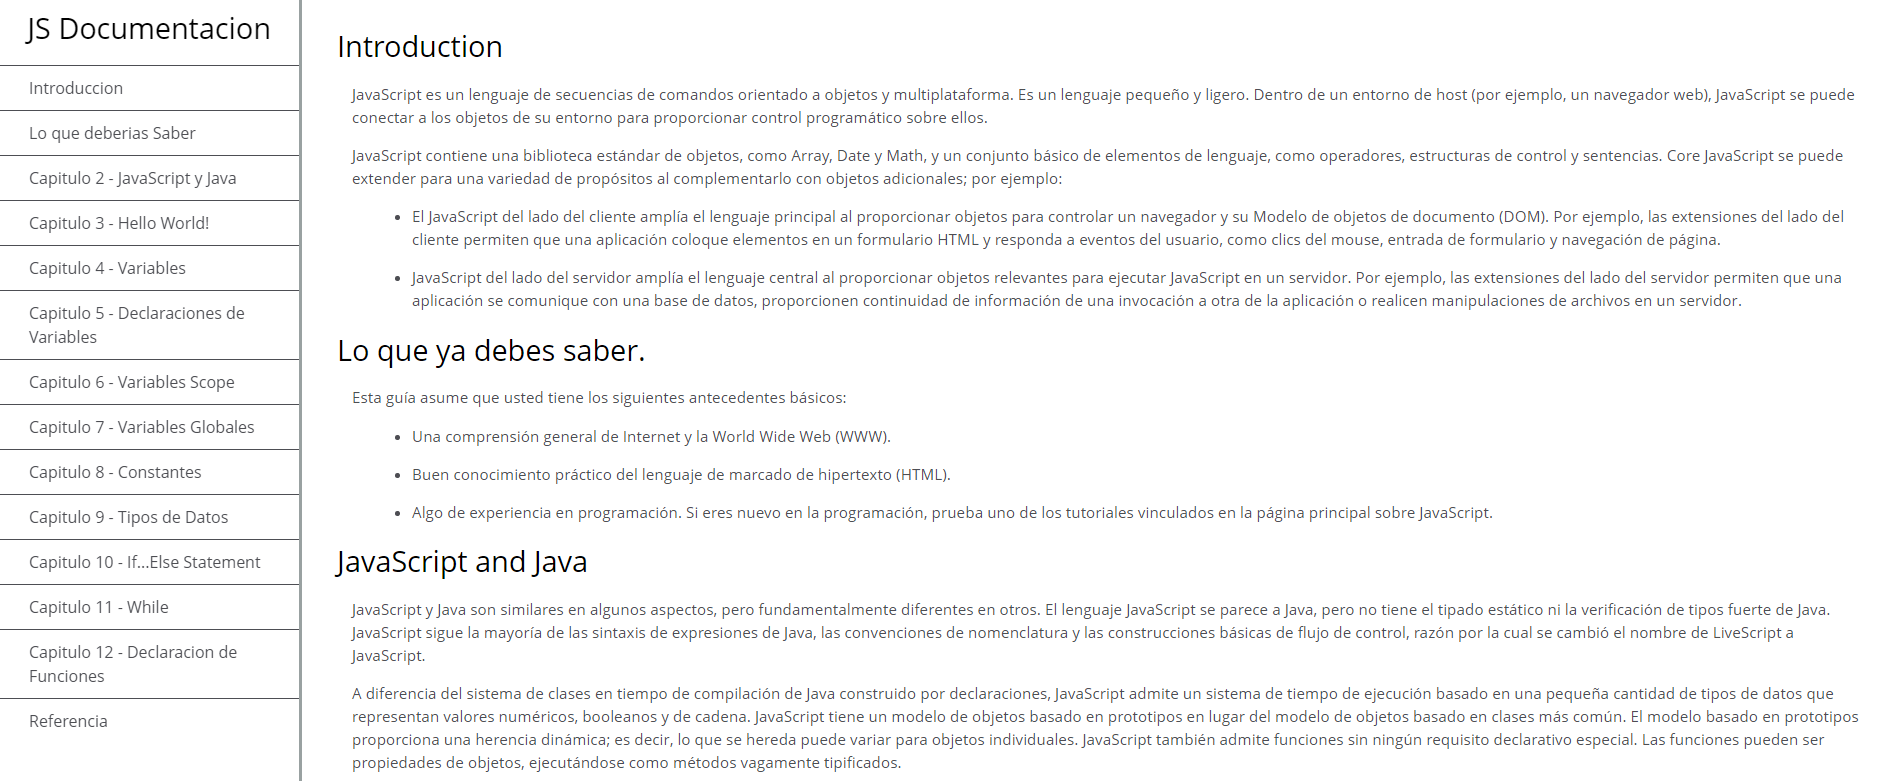 JS Documentacion
Introduccion
Lo que deberias Saber
Capitulo 2 - JavaScript y Java
Capitulo 3 - Hello World!
Capitulo 4 - Variables
Capitulo 5 - Declaraciones de
Variables
Capitulo 6 - Variables Scope
Capitulo 7 - Variables Globales
Capitulo 8 - Constantes
Capitulo 9 - Tipos de Datos
Capitulo 10 - If...Else Statement
Capitulo 11 - While
Capitulo 12 - Declaracion de
Funciones
Referencia
Introduction
JavaScript es un lenguaje de secuencias de comandos orientado a objetos y multiplataforma. Es un lenguaje pequeño y ligero. Dentro de un entorno de host (por ejemplo, un navegador web), JavaScript se puede
conectar a los objetos de su entorno para proporcionar control programático sobre ellos.
JavaScript contiene una biblioteca estándar de objetos, como Array, Date y Math, y un conjunto básico de elementos de lenguaje, como operadores, estructuras de control y sentencias. Core JavaScript se puede
extender para una variedad de propósitos al complementarlo con objetos adicionales; por ejemplo:
• El JavaScript del lado del cliente amplía el lenguaje principal al proporcionar objetos para controlar un navegador y su Modelo de objetos de documento (DOM). Por ejemplo, las extensiones del lado del
cliente permiten que una aplicación coloque elementos en un formulario HTML y responda a eventos del usuario, como clics del mouse, entrada de formulario y navegación de página.
• JavaScript del lado del servidor amplía el lenguaje central al proporcionar objetos relevantes para ejecutar JavaScript en un servidor. Por ejemplo, las extensiones del lado del servidor permiten que una
aplicación se comunique con una base de datos, proporcionen continuidad de información de una invocación a otra de la aplicación o realicen manipulaciones de archivos en un servidor.
Lo que ya debes saber.
Esta guía asume que usted tiene los siguientes antecedentes básicos:
• Una comprensión general de Internet y la World Wide Web (WWW).
• Buen conocimiento práctico del lenguaje de marcado de hipertexto (HTML).
• Algo de experiencia en programación. Si eres nuevo en la programación, prueba uno de los tutoriales vinculados en la página principal sobre JavaScript.
JavaScript and Java
JavaScript y Java son similares en algunos aspectos, pero fundamentalmente diferentes en otros. El lenguaje JavaScript se parece a Java, pero no tiene el tipado estático ni la verificación de tipos fuerte de Java.
JavaScript sigue la mayoría de las sintaxis de expresiones de Java, las convenciones de nomenclatura y las construcciones básicas de flujo de control, razón por la cual se cambió el nombre de LiveScript a
JavaScript.
A diferencia del sistema de clases en tiempo de compilación de Java construido por declaraciones, JavaScript admite un sistema de tiempo de ejecución basado en una pequeña cantidad de tipos de datos que
representan valores numéricos, booleanos y de cadena. JavaScript tiene un modelo de objetos basado en prototipos en lugar del modelo de objetos basado en clases más común. El modelo basado en prototipos
proporciona una herencia dinámica; es decir, lo que se hereda puede variar para objetos individuales. JavaScript también admite funciones sin ningún requisito declarativo especial. Las funciones pueden ser
propiedades de objetos, ejecutándose como métodos vagamente tipificados.